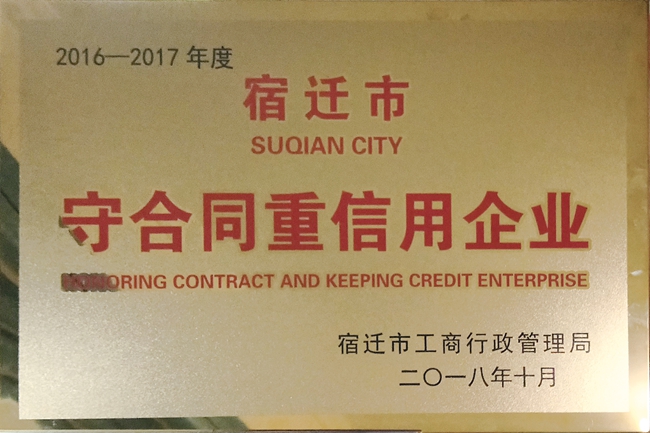 2016—2017 年度
宿迁市
SUQIAN CITY
守合同重信用企业
HONORING CONTRACT AND KEEPING CREDIT ENTERPRISE
宿迁市工商行政管理局
二〇一八年十月